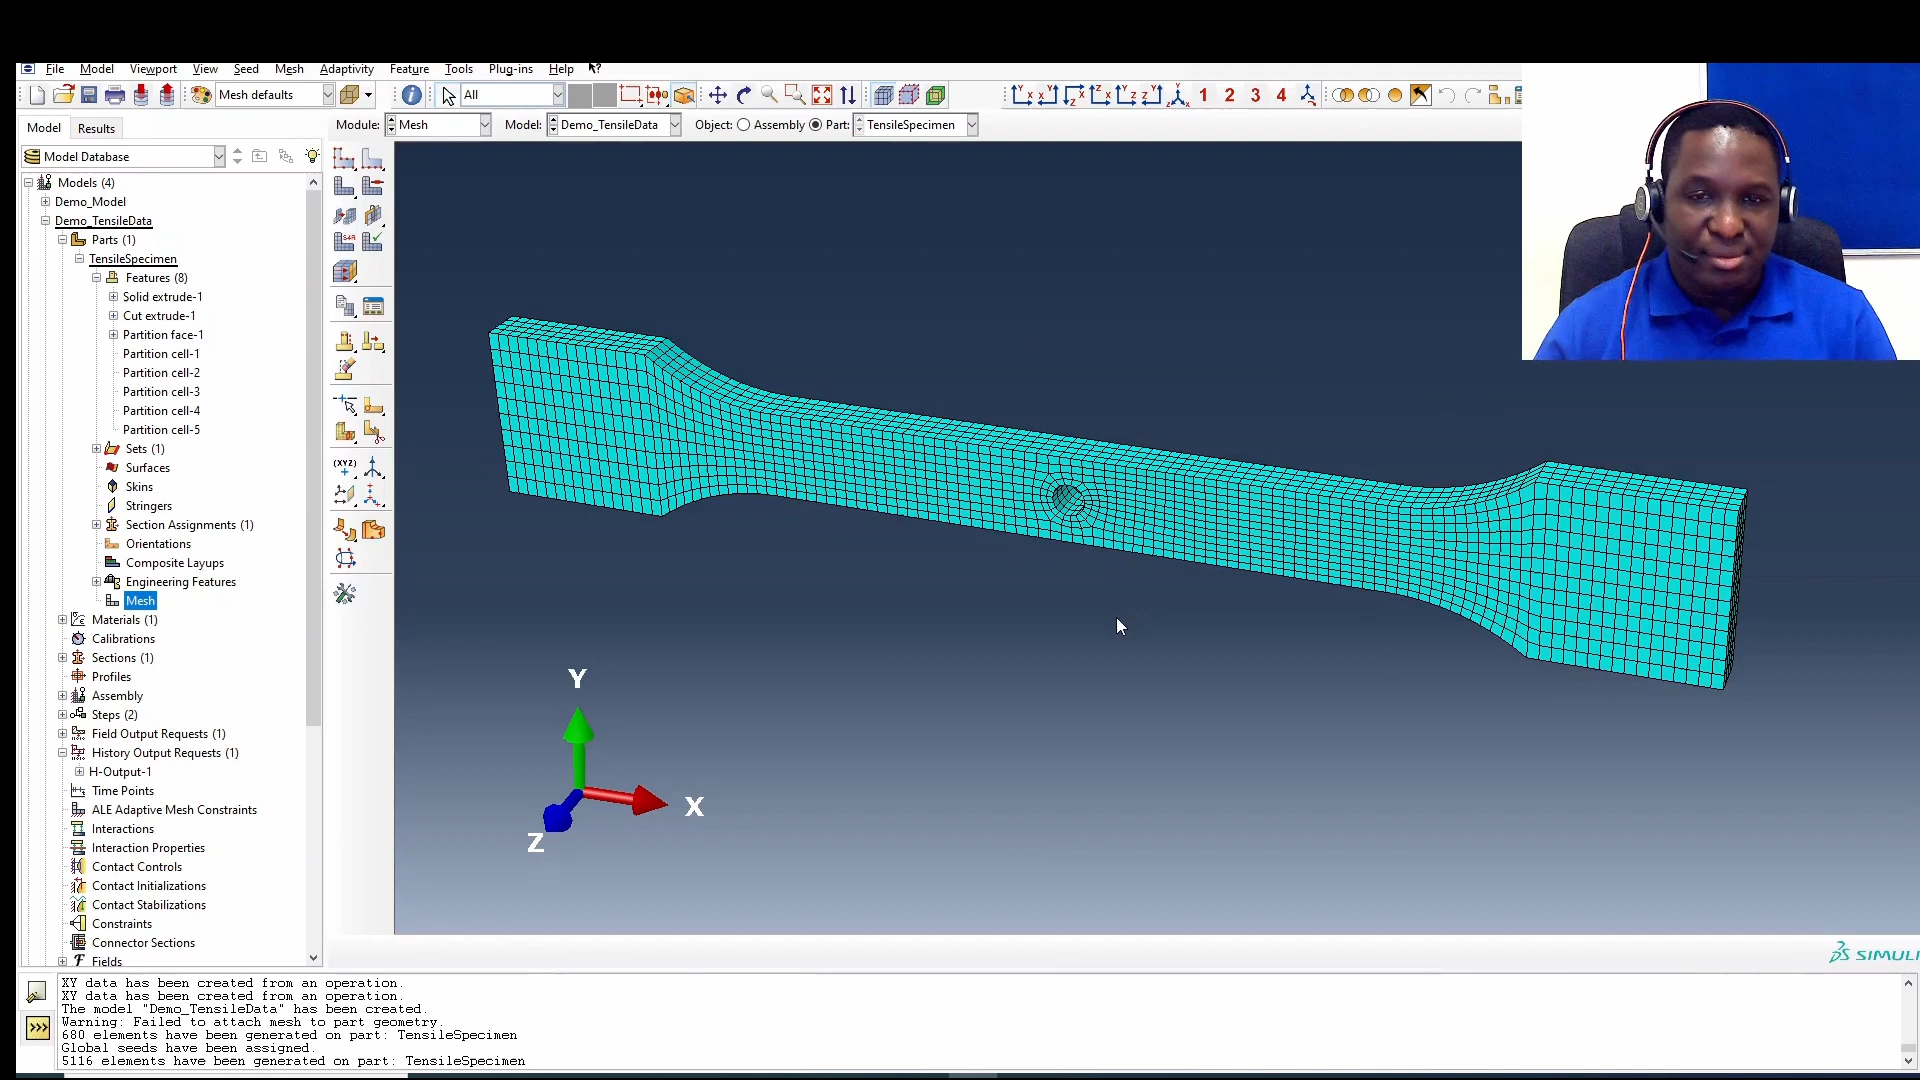 File Model Viewport View Seed Mesh Adaptivity Feature Tools Plug-ins Help
Mesh defaults All 1 2 3 4
Model Results Module: Mesh Model: Demo_TensileData Object: Assembly Part: TensileSpecimen
Model Database
Models (4)
Demo_Model
Demo_TensileData
Parts (1)
TensileSpecimen
Features (8)
Solid extrude-1
Cut extrude-1
Partition face-1
Partition cell-1
Partition cell-2
Partition cell-3
Partition cell-4
Partition cell-5
Sets (1)
Surfaces
Skins
Stringers
Section Assignments (1)
Orientations
Composite Layups
Engineering Features
Mesh
Materials (1)
Calibrations
Sections (1)
Profiles
Assembly
Steps (2)
Field Output Requests (1)
History Output Requests (1)
H-Output-1
Time Points
ALE Adaptive Mesh Constraints
Interactions
Interaction Properties
Contact Controls
Contact Initializations
Contact Stabilizations
Constraints
Connector Sections
Fields
(XYZ)
Y
X
Z
SIMULI
XY data has been created from an operation.
XY data has been created from an operation.
The model "Demo_TensileData" has been created.
Warning: Failed to attach mesh to part geometry.
680 elements have been generated on part: TensileSpecimen
Global seeds have been assigned.
5116 elements have been generated on part: TensileSpecimen